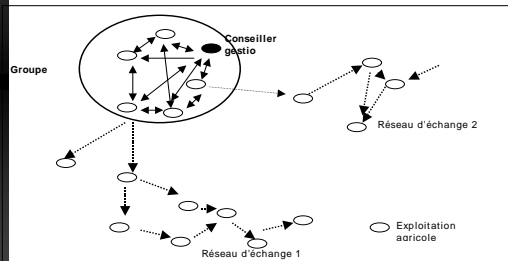 Conseiller
gestio
Groupe
Réseau d'échange 2
Exploitation
agricole
Réseau d'échange 1